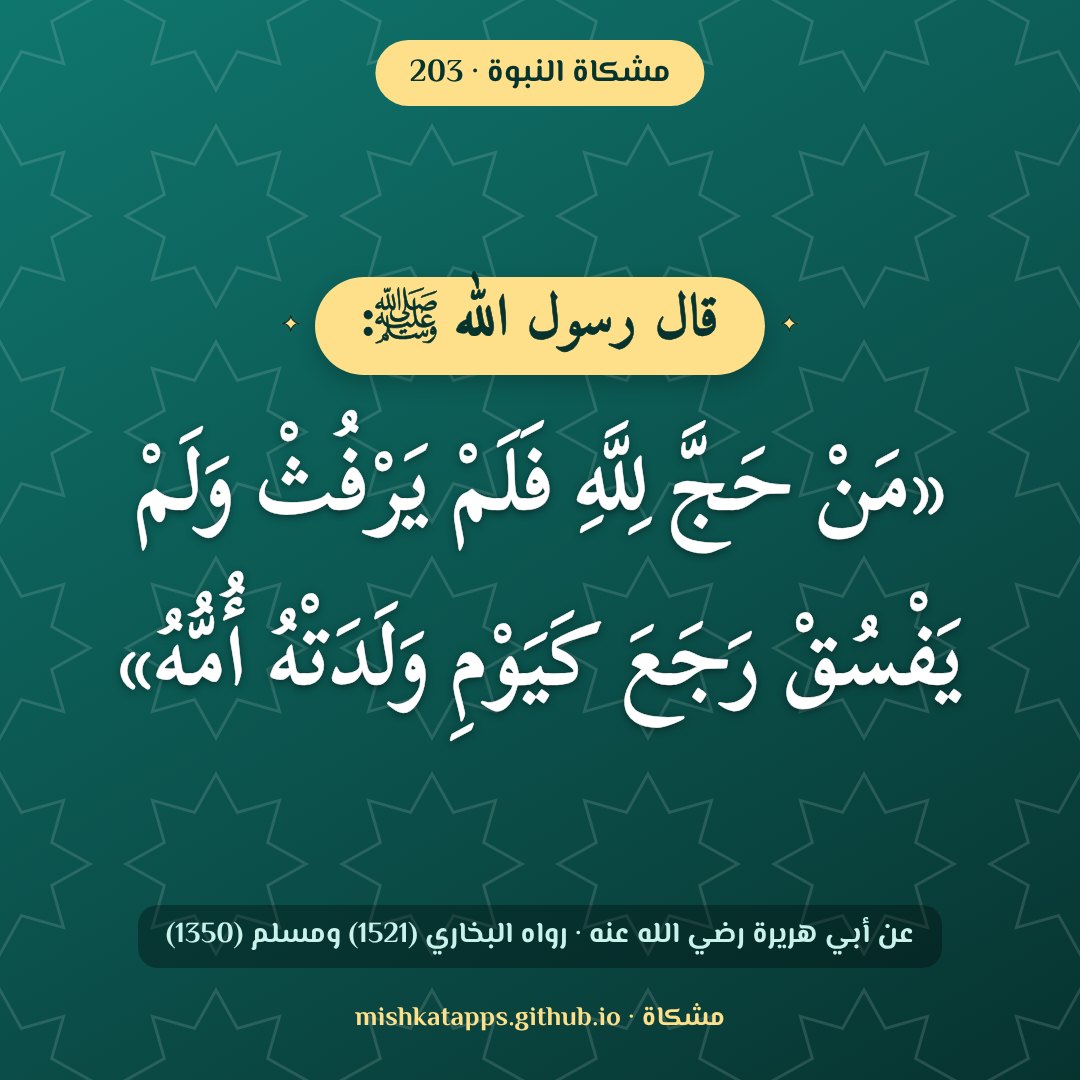 مشكاة النبوة · 203
قال رسول الله ﷺ:
«مَنْ حَجَّ لِلَّهِ فَلَمْ يَرْفُثْ وَلَمْ
يَفْسُقْ رَجَعَ كَيَوْمِ وَلَدَتْهُ أُمُّهُ»
عن أبي هريرة رضي الله عنه · رواه البخاري (1521) ومسلم (1350)
مشكاة · mishkatapps.github.io